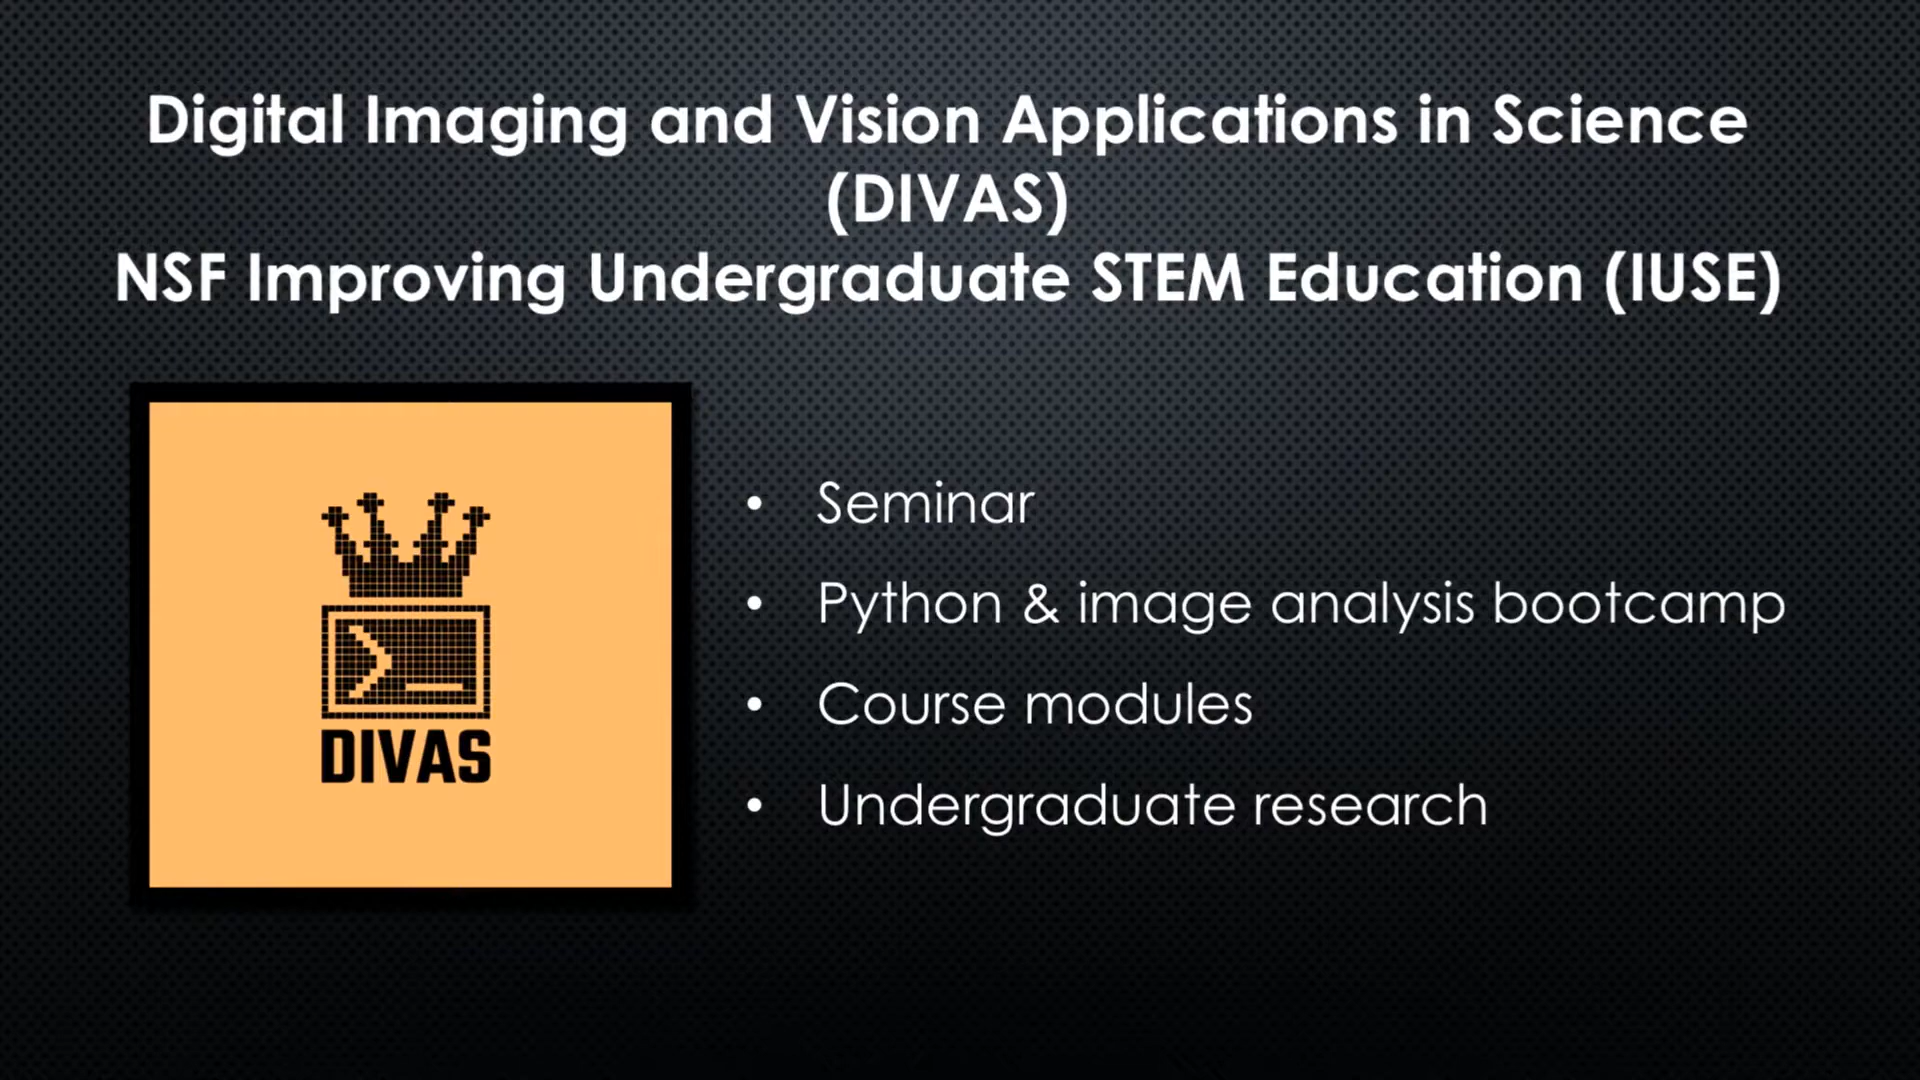 Digital Imaging and Vision Applications in Science
(DIVAS)
NSF Improving Undergraduate STEM Education (IUSE)
>_
DIVAS
• Seminar
• Python & image analysis bootcamp
• Course modules
• Undergraduate research